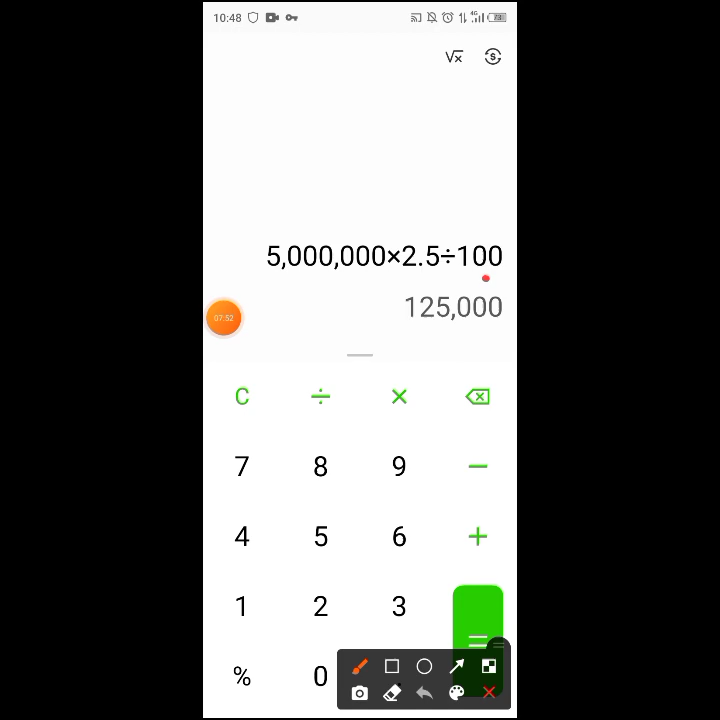 10:48
4G
5,000,000×2.5÷100
125,000
07:52
C ÷ ×
7 8 9 −
4 5 6 +
1 2 3
=
% 0